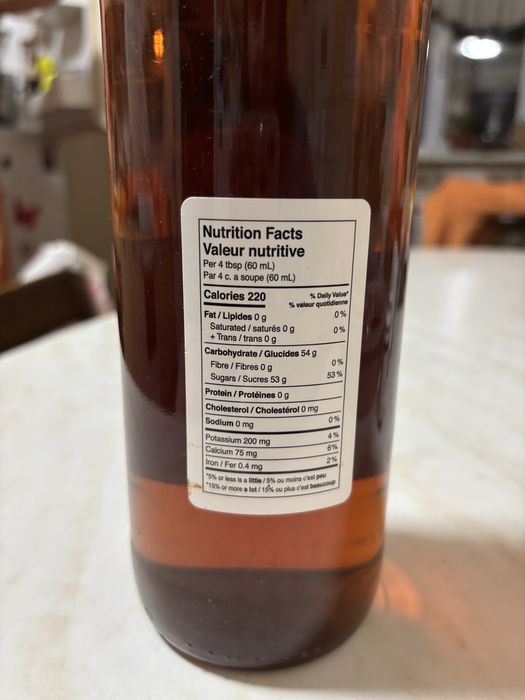 Nutrition Facts
Valeur nutritive
Per 4 tbsp (60 mL)
Par 4 c. a soupe (60 mL)
Calories 220 % Daily Value*
% valeur quotidienne
Fat / Lipides 0 g 0 %
Saturated / saturés 0 g 0 %
+ Trans / trans 0 g
Carbohydrate / Glucides 54 g
Fibre / Fibres 0 g 0 %
Sugars / Sucres 53 g 53 %
Protein / Protéines 0 g
Cholesterol / Cholestérol 0 mg
Sodium 0 mg 0 %
Potassium 200 mg 4 %
Calcium 75 mg 6 %
Iron / Fer 0.4 mg 2 %
*5% or less is a little / 5% ou moins c'est peu
*15% or more a lot / 15% ou plus c'est beaucoup